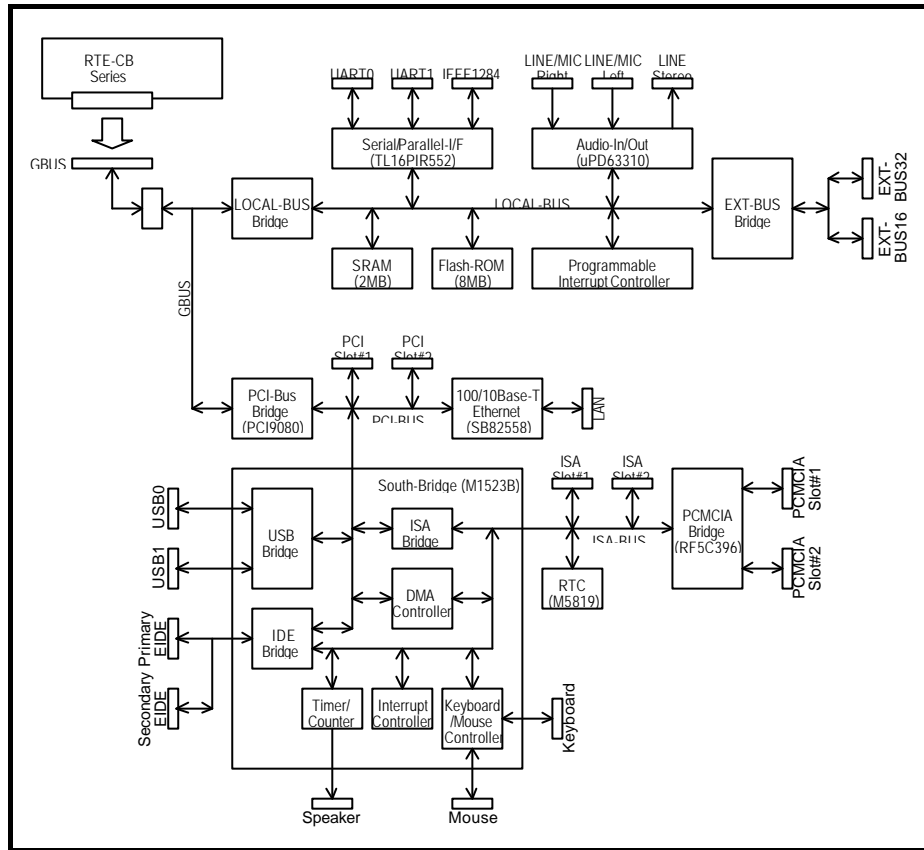 RTE-CB
Series
GBUS
UART0
UART1
IEEE1284
LINE/MIC
Right
LINE/MIC
Left
LINE
Stereo
Serial/Parallel-I/F
(TL16PIR552)
Audio-In/Out
(uPD63310)
LOCAL-BUS
Bridge
LOCAL-BUS
EXT-BUS
Bridge
EXT-
BUS32
EXT-
BUS16
SRAM
(2MB)
Flash-ROM
(8MB)
Programmable
Interrupt Controller
GBUS
PCI
Slot#1
PCI
Slot#2
PCI-Bus
Bridge
(PCI9080)
PCI-BUS
100/10Base-T
Ethernet
(SB82558)
LAN
South-Bridge (M1523B)
ISA
Slot#1
ISA
Slot#2
USB0
USB1
USB
Bridge
ISA
Bridge
ISA-BUS
PCMCIA
Bridge
(RF5C396)
PCMCIA
Slot#1
PCMCIA
Slot#2
DMA
Controller
RTC
(M5819)
Primary
EIDE
Secondary
EIDE
IDE
Bridge
Timer/
Counter
Interrupt
Controller
Keyboard
/Mouse
Controller
Keyboard
Speaker
Mouse